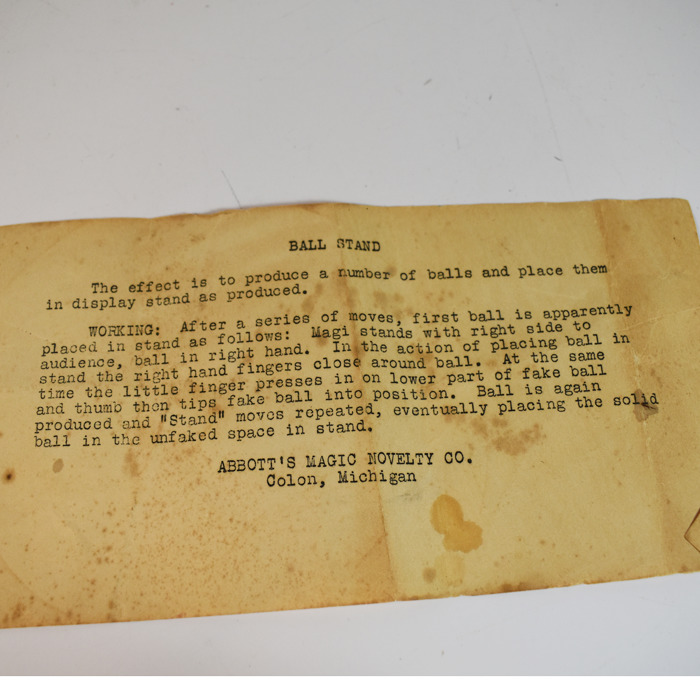 BALL STAND
The effect is to produce a number of balls and place them
in display stand as produced.
WORKING: After a series of moves, first ball is apparently
placed in stand as follows: Magi stands with right side to
audience, ball in right hand. In the action of placing ball in
stand the right hand fingers close around ball. At the same
time the little finger presses in on lower part of fake ball
and thumb then tips fake ball into position. Ball is again
produced and "Stand" moves repeated, eventually placing the solid
ball in the unfaked space in stand.
ABBOTT'S MAGIC NOVELTY CO.
Colon, Michigan